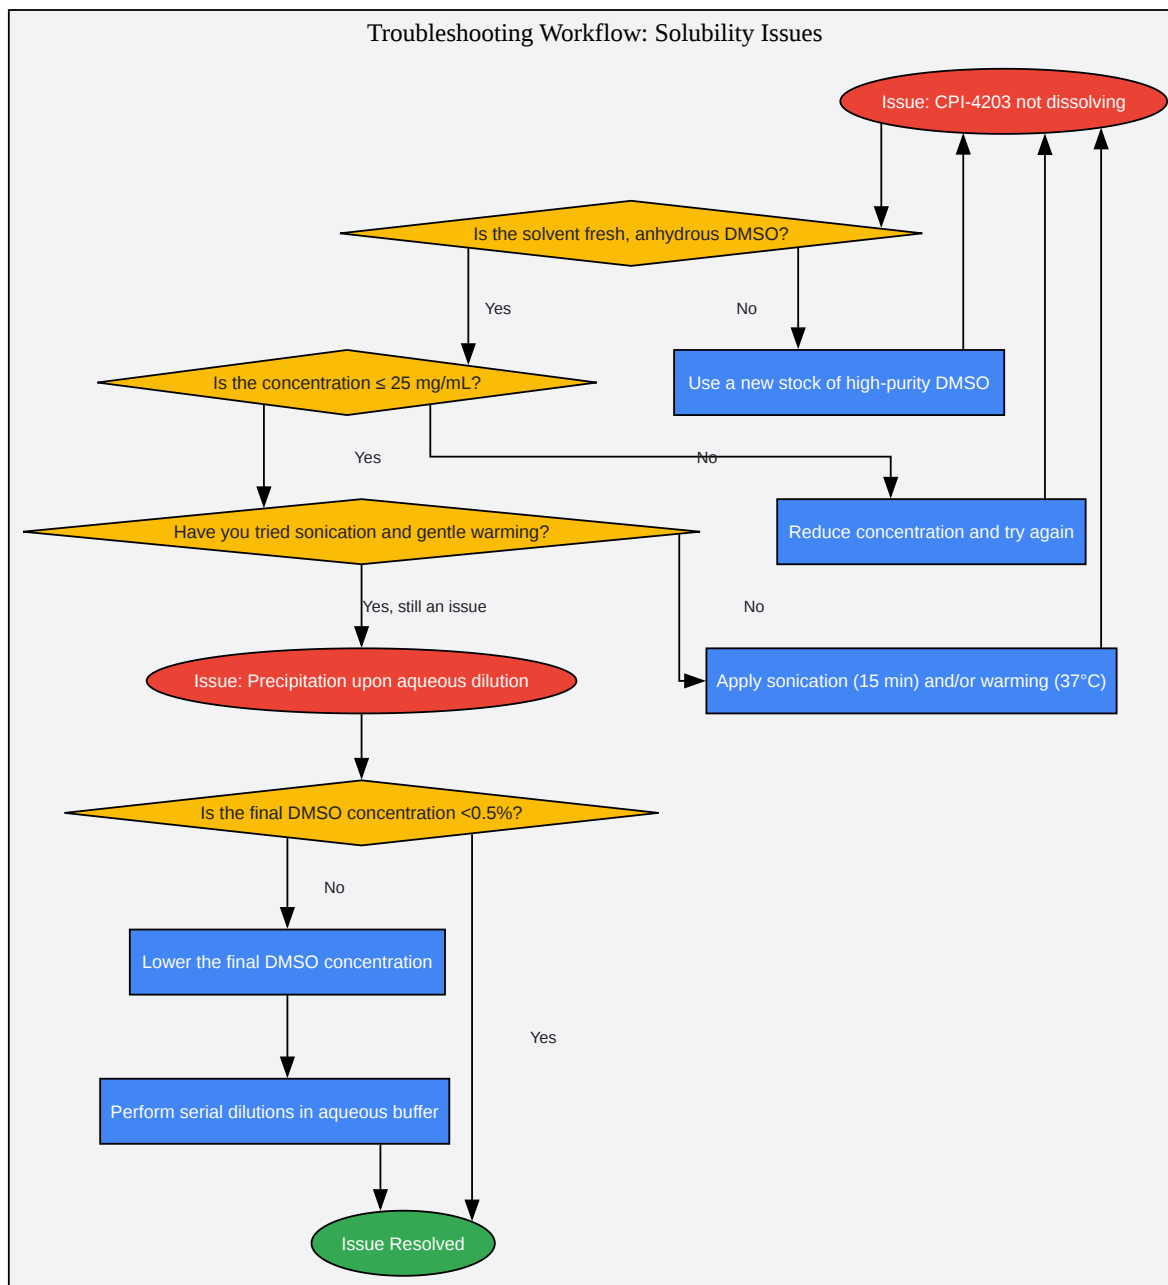 Troubleshooting Workflow: Solubility Issues
Issue: CPI-4203 not dissolving
Is the solvent fresh, anhydrous DMSO?
Yes
No
Is the concentration ≤ 25 mg/mL?
Use a new stock of high-purity DMSO
Yes
No
Have you tried sonication and gentle warming?
Reduce concentration and try again
Yes, still an issue
No
Issue: Precipitation upon aqueous dilution
Apply sonication (15 min) and/or warming (37°C)
Is the final DMSO concentration <0.5%?
No
Lower the final DMSO concentration
Yes
Perform serial dilutions in aqueous buffer
Issue Resolved